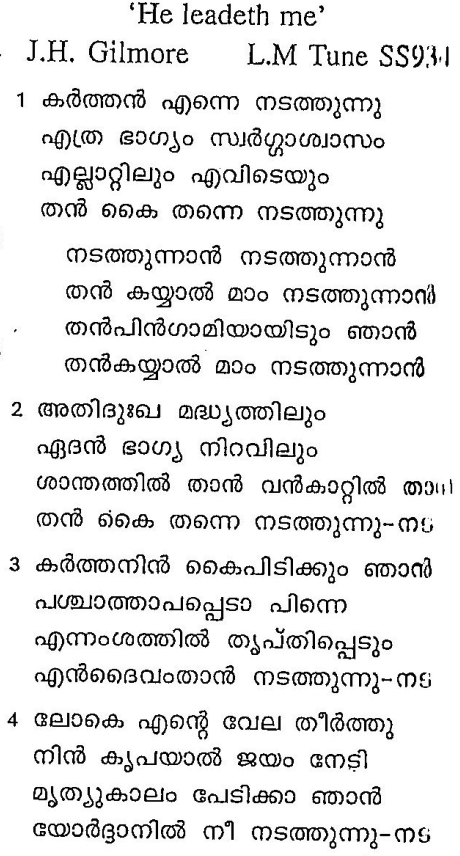 'He leadeth me'
J.H. Gilmore L.M Tune SS931
1 കർത്തൻ എന്നെ നടത്തുന്നു
എത്ര ഭാഗ്യം സ്വർഗ്ഗാശ്വാസം
എല്ലാറ്റിലും എവിടെയും
തൻ കൈ തന്നെ നടത്തുന്നു
നടത്തുന്നാൻ നടത്തുന്നാൻ
തൻ കയ്യാൽ മാം നടത്തുന്നാൻ
തൻപിൻഗാമിയായിടും ഞാൻ
തൻകയ്യാൽ മാം നടത്തുന്നാൻ
2 അതിദുഃഖ മദ്ധ്യത്തിലും
ഏദൻ ഭാഗ്യ നിറവിലും
ശാന്തത്തിൽ താൻ വൻകാറ്റിൽ താൻ
തൻ കൈ തന്നെ നടത്തുന്നു-നട
3 കർത്തനിൻ കൈപിടിക്കും ഞാൻ
പശ്ചാത്താപപ്പെടാ പിന്നെ
എന്നംശത്തിൽ തൃപ്തിപ്പെടും
എൻദൈവംതാൻ നടത്തുന്നു-നട
4 ലോകെ എന്റെ വേല തീർത്തു
നിൻ കൃപയാൽ ജയം നേടി
മൃത്യുകാലം പേടിക്കാ ഞാൻ
യോർദ്ദാനിൽ നീ നടത്തുന്നു-നട